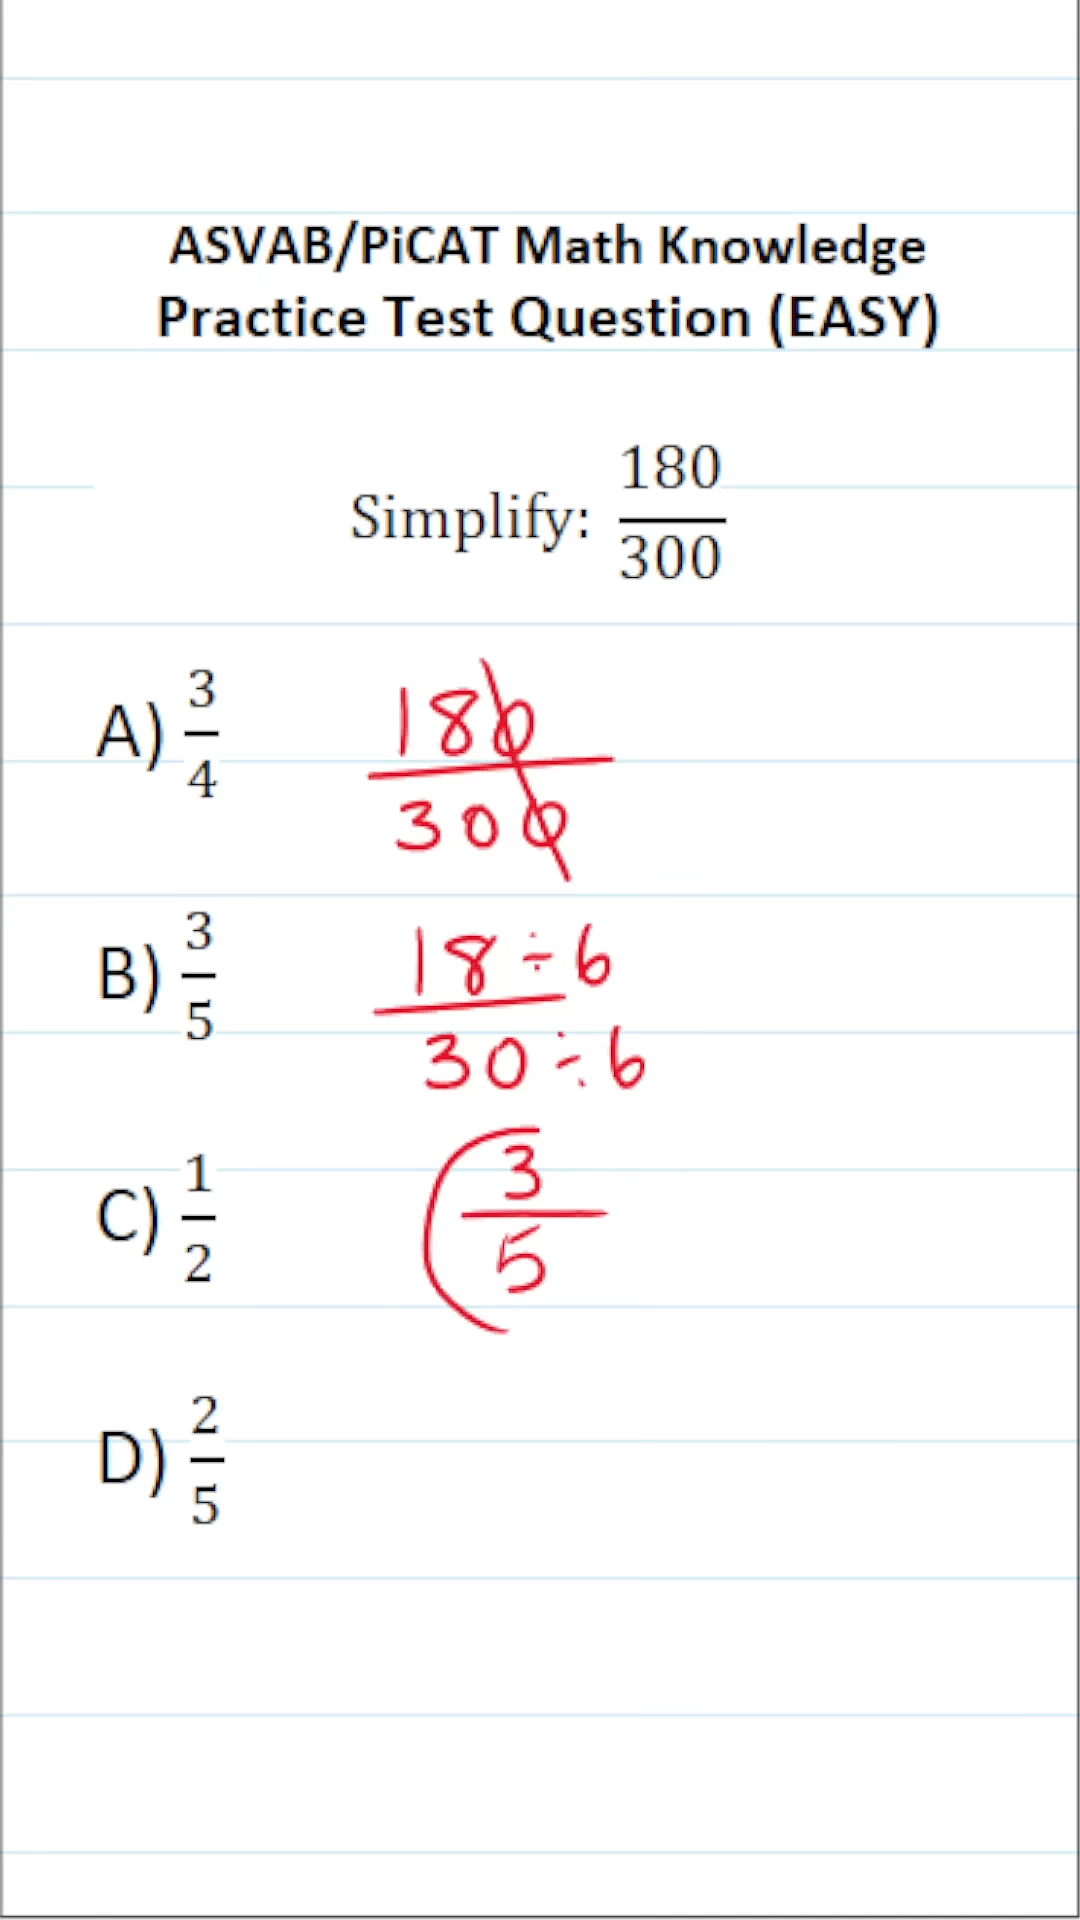 ASVAB/PiCAT Math Knowledge
Practice Test Question (EASY)
Simplify: 180/300
A) 3/4
180/300
B) 3/5
18÷6/30÷6
C) 1/2
3/5
D) 2/5